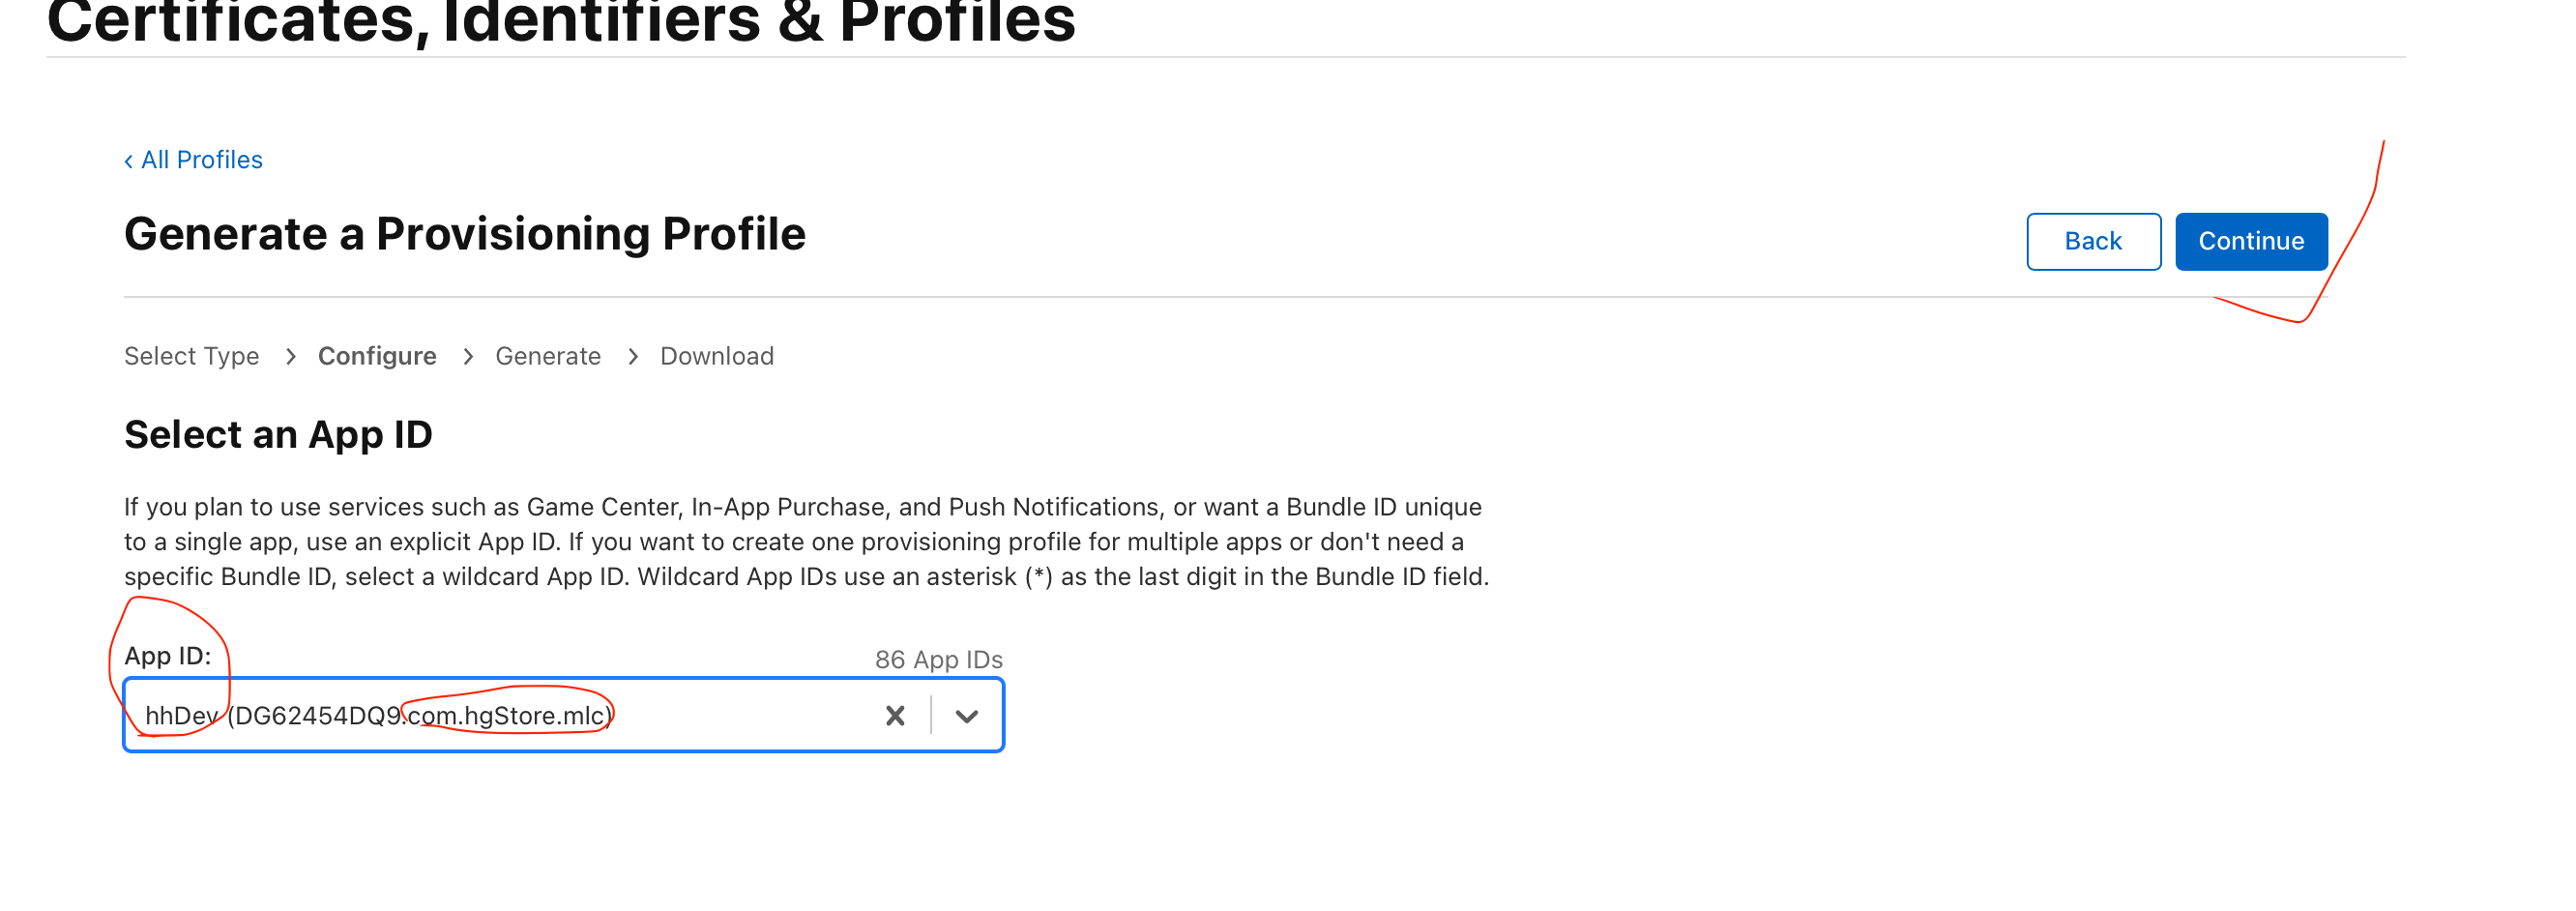 Certificates, Identifiers & Profiles
‹ All Profiles
Generate a Provisioning Profile
Back
Continue
Select Type > Configure > Generate > Download
Select an App ID
If you plan to use services such as Game Center, In-App Purchase, and Push Notifications, or want a Bundle ID unique
to a single app, use an explicit App ID. If you want to create one provisioning profile for multiple apps or don't need a
specific Bundle ID, select a wildcard App ID. Wildcard App IDs use an asterisk (*) as the last digit in the Bundle ID field.
App ID:
86 App IDs
hhDev (DG62454DQ9.com.hgStore.mlc)